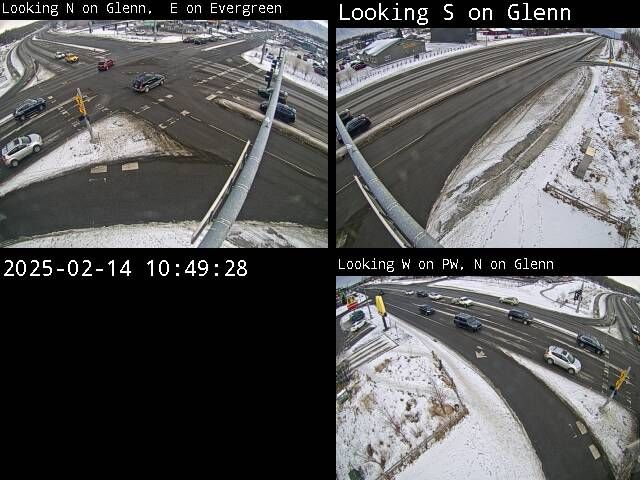 Looking N on Glenn,  E on Evergreen
Looking S on Glenn
2025-02-14 10:49:28
Looking W on PW, N on Glenn